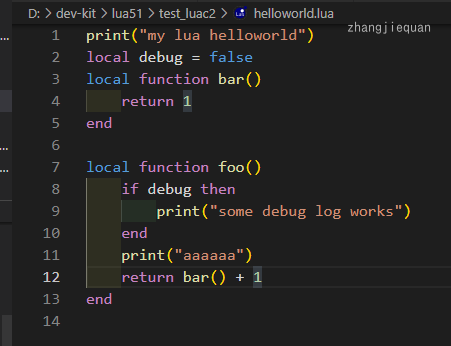 D: > dev-kit > lua51 > test_luac2 > helloworld.lua
zhangjiequan
1 print("my lua helloworld")
2 local debug = false
3 local function bar()
4     return 1
5 end
6
7 local function foo()
8     if debug then
9         print("some debug log works")
10     end
11     print("aaaaaa")
12     return bar() + 1
13 end
14